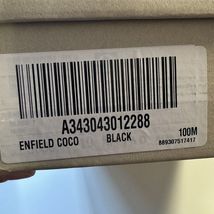 A343043012288
ENFIELD COCO BLACK 100M
889307517417